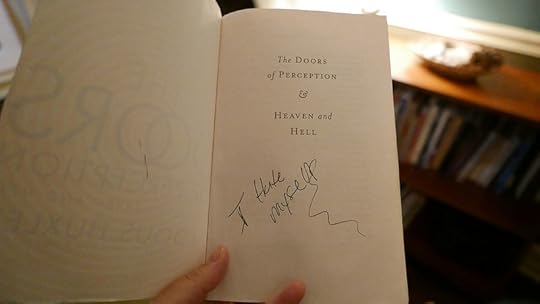 The DOORS
of PERCEPTION
&
HEAVEN and
HELL
I Hate
myself